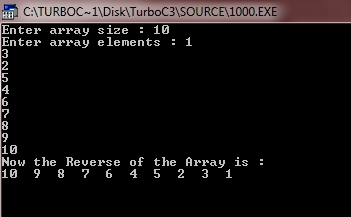 C:\TURBOC~1\Disk\TurboC3\SOURCE\1000.EXE
Enter array size : 10
Enter array elements : 1
3
2
5
4
6
7
8
9
10
Now the Reverse of the Array is :
10 9 8 7 6 4 5 2 3 1